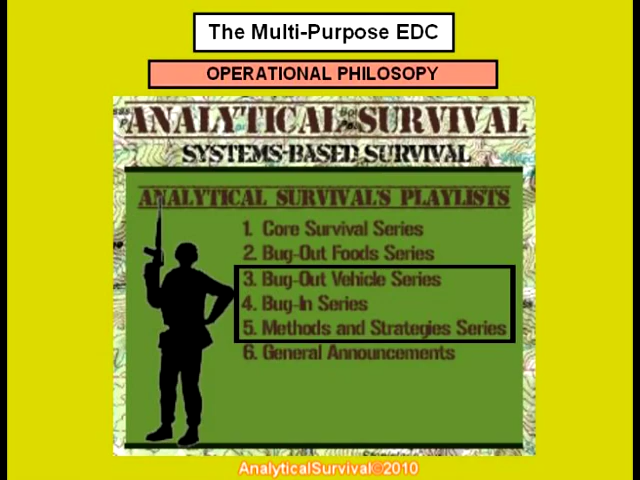 The Multi-Purpose EDC
OPERATIONAL PHILOSOPY
ANALYTICAL SURVIVAL
SYSTEMS-BASED SURVIVAL
ANALYTICAL SURVIVAL'S PLAYLISTS
1. Core Survival Series
2. Bug-Out Foods Series
3. Bug-Out Vehicle Series
4. Bug-In Series
5. Methods and Strategies Series
6. General Announcements
AnalyticalSurvival©2010